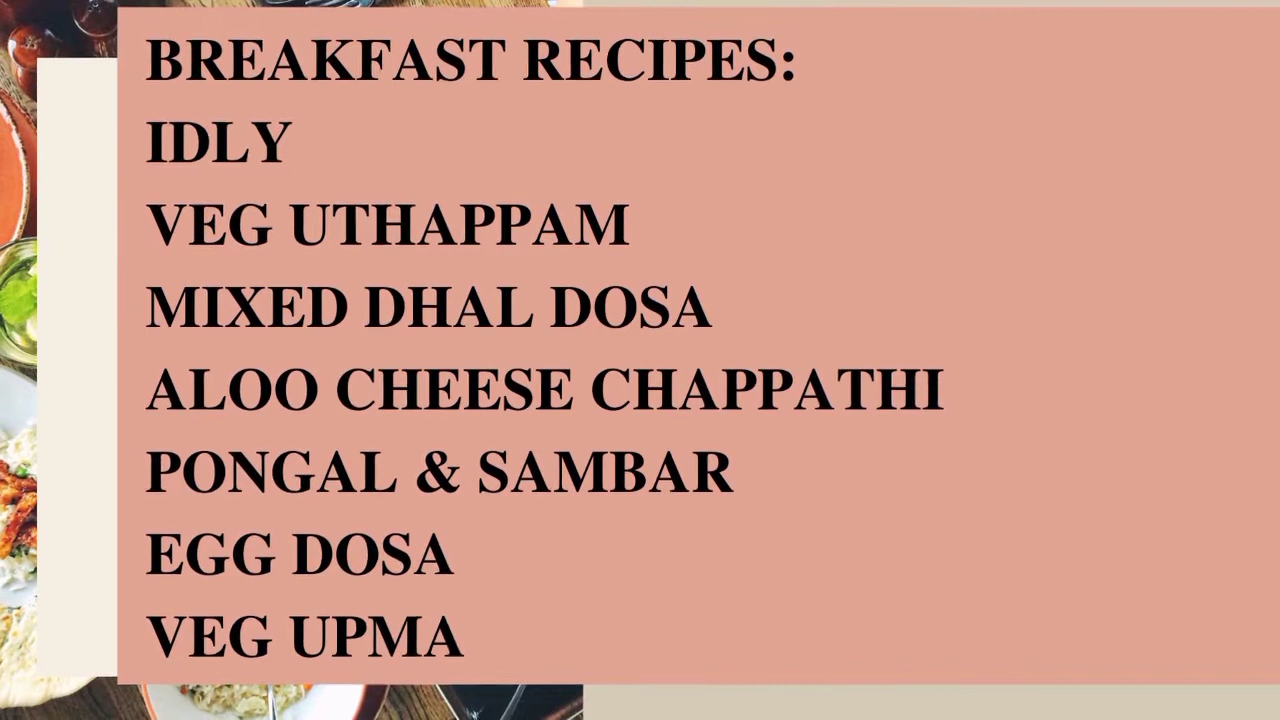 BREAKFAST RECIPES:
IDLY
VEG UTHAPPAM
MIXED DHAL DOSA
ALOO CHEESE CHAPPATHI
PONGAL & SAMBAR
EGG DOSA
VEG UPMA